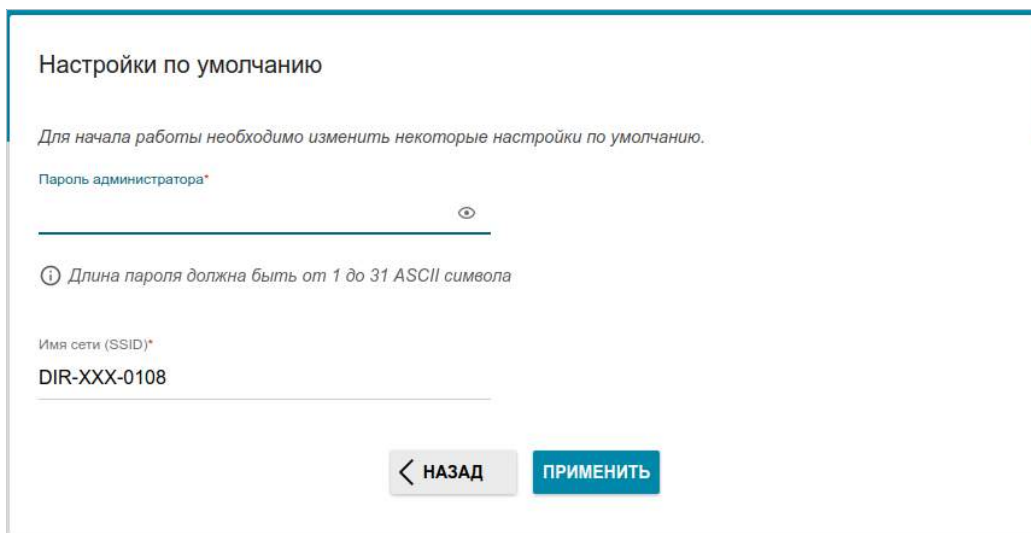 Настройки по умолчанию
Для начала работы необходимо изменить некоторые настройки по умолчанию.
Пароль администратора*
Длина пароля должна быть от 1 до 31 ASCII символа
Имя сети (SSID)*
DIR-XXX-0108
НАЗАД
ПРИМЕНИТЬ